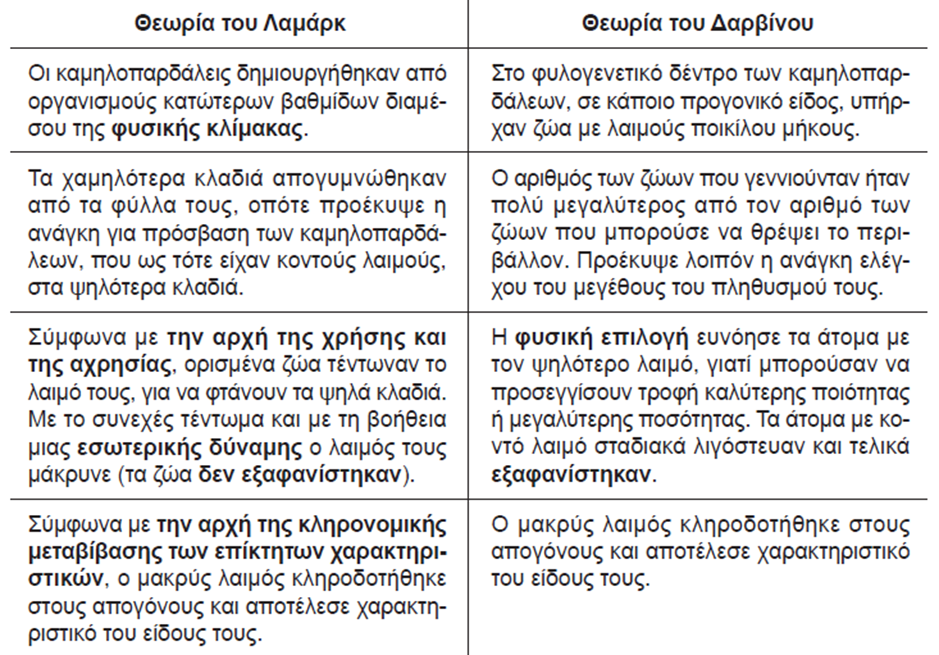 Θεωρία του Λαμάρκ
Θεωρία του Δαρβίνου
Οι καμηλοπαρδάλεις δημιουργήθηκαν από
οργανισμούς κατώτερων βαθμίδων διαμέ-
σου της φυσικής κλίμακας.
Στο φυλογενετικό δέντρο των καμηλοπαρ-
δάλεων, σε κάποιο προγονικό είδος, υπήρ-
χαν ζώα με λαιμούς ποικίλου μήκους.
Τα χαμηλότερα κλαδιά απογυμνώθηκαν
από τα φύλλα τους, οπότε προέκυψε η
ανάγκη για πρόσβαση των καμηλοπαρδά-
λεων, που ως τότε είχαν κοντούς λαιμούς,
στα ψηλότερα κλαδιά.
Ο αριθμός των ζώων που γεννιούνταν ήταν
πολύ μεγαλύτερος από τον αριθμό των
ζώων που μπορούσε να θρέψει το περι-
βάλλον. Προέκυψε λοιπόν η ανάγκη ελέγ-
χου του μεγέθους του πληθυσμού τους.
Σύμφωνα με την αρχή της χρήσης και
της αχρησίας, ορισμένα ζώα τέντωναν το
λαιμό τους, για να φτάνουν τα ψηλά κλαδιά.
Με το συνεχές τέντωμα και με τη βοήθεια
μιας εσωτερικής δύναμης ο λαιμός τους
μάκρυνε (τα ζώα δεν εξαφανίστηκαν).
Η φυσική επιλογή ευνόησε τα άτομα με
τον ψηλότερο λαιμό, γιατί μπορούσαν να
προσεγγίσουν τροφή καλύτερης ποιότητας
ή μεγαλύτερης ποσότητας. Τα άτομα με κο-
ντό λαιμό σταδιακά λιγόστευαν και τελικά
εξαφανίστηκαν.
Σύμφωνα με την αρχή της κληρονομικής
μεταβίβασης των επίκτητων χαρακτηρι-
στικών, ο μακρύς λαιμός κληροδοτήθηκε
στους απογόνους και αποτέλεσε χαρακτη-
ριστικό του είδους τους.
Ο μακρύς λαιμός κληροδοτήθηκε στους
απογόνους και αποτέλεσε χαρακτηριστικό
του είδους τους.